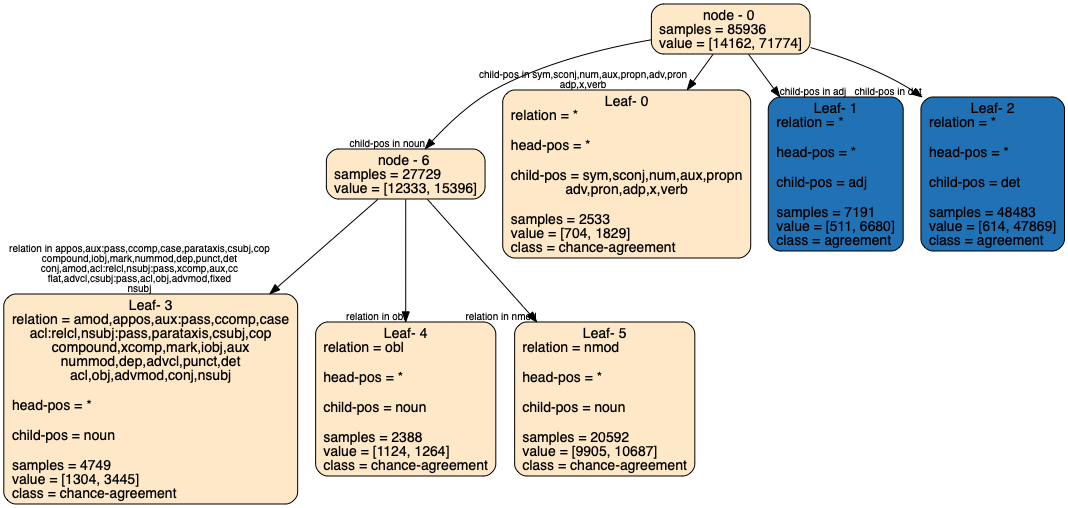 node - 0
samples = 85936
value = [14162, 71774]
child-pos in sym,sconj,num,aux,propn,adv,pron
adp,x,verb
child-pos in adj
child-pos in det
Leaf- 0
relation = *
head-pos = *
child-pos = sym,sconj,num,aux,propn
adv,pron,adp,x,verb
samples = 2533
value = [704, 1829]
class = chance-agreement
Leaf- 1
relation = *
head-pos = *
child-pos = adj
samples = 7191
value = [511, 6680]
class = agreement
Leaf- 2
relation = *
head-pos = *
child-pos = det
samples = 48483
value = [614, 47869]
class = agreement
child-pos in noun
node - 6
samples = 27729
value = [12333, 15396]
relation in appos,aux:pass,ccomp,case,parataxis,csubj,cop
compound,iobj,mark,nummod,dep,punct,det
conj,amod,acl:relcl,nsubj:pass,xcomp,aux,cc
flat,advcl,csubj:pass,acl,obj,advmod,fixed
nsubj
relation in obl
relation in nmod
Leaf- 3
relation = amod,appos,aux:pass,ccomp,case
acl:relcl,nsubj:pass,parataxis,csubj,cop
compound,xcomp,mark,iobj,aux
nummod,dep,advcl,punct,det
acl,obj,advmod,conj,nsubj
head-pos = *
child-pos = noun
samples = 4749
value = [1304, 3445]
class = chance-agreement
Leaf- 4
relation = obl
head-pos = *
child-pos = noun
samples = 2388
value = [1124, 1264]
class = chance-agreement
Leaf- 5
relation = nmod
head-pos = *
child-pos = noun
samples = 20592
value = [9905, 10687]
class = chance-agreement